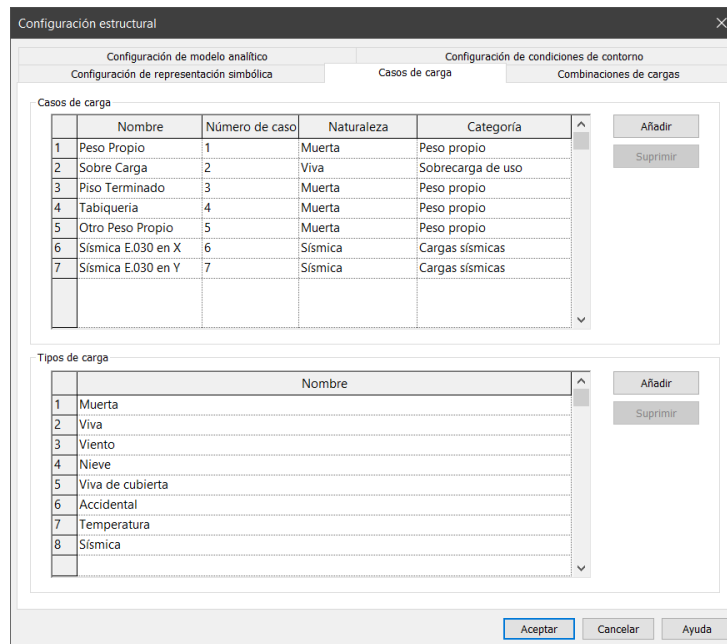 Configuración estructural
Configuración de modelo analítico Configuración de condiciones de contorno
Configuración de representación simbólica Casos de carga Combinaciones de cargas
Casos de carga
Nombre Número de caso Naturaleza Categoría
1 Peso Propio 1 Muerta Peso propio
2 Sobre Carga 2 Viva Sobrecarga de uso
3 Piso Terminado 3 Muerta Peso propio
4 Tabiqueria 4 Muerta Peso propio
5 Otro Peso Propio 5 Muerta Peso propio
6 Sísmica E.030 en X 6 Sísmica Cargas sísmicas
7 Sísmica E.030 en Y 7 Sísmica Cargas sísmicas
Añadir
Suprimir
Tipos de carga
Nombre
1 Muerta
2 Viva
3 Viento
4 Nieve
5 Viva de cubierta
6 Accidental
7 Temperatura
8 Sísmica
Añadir
Suprimir
Aceptar Cancelar Ayuda